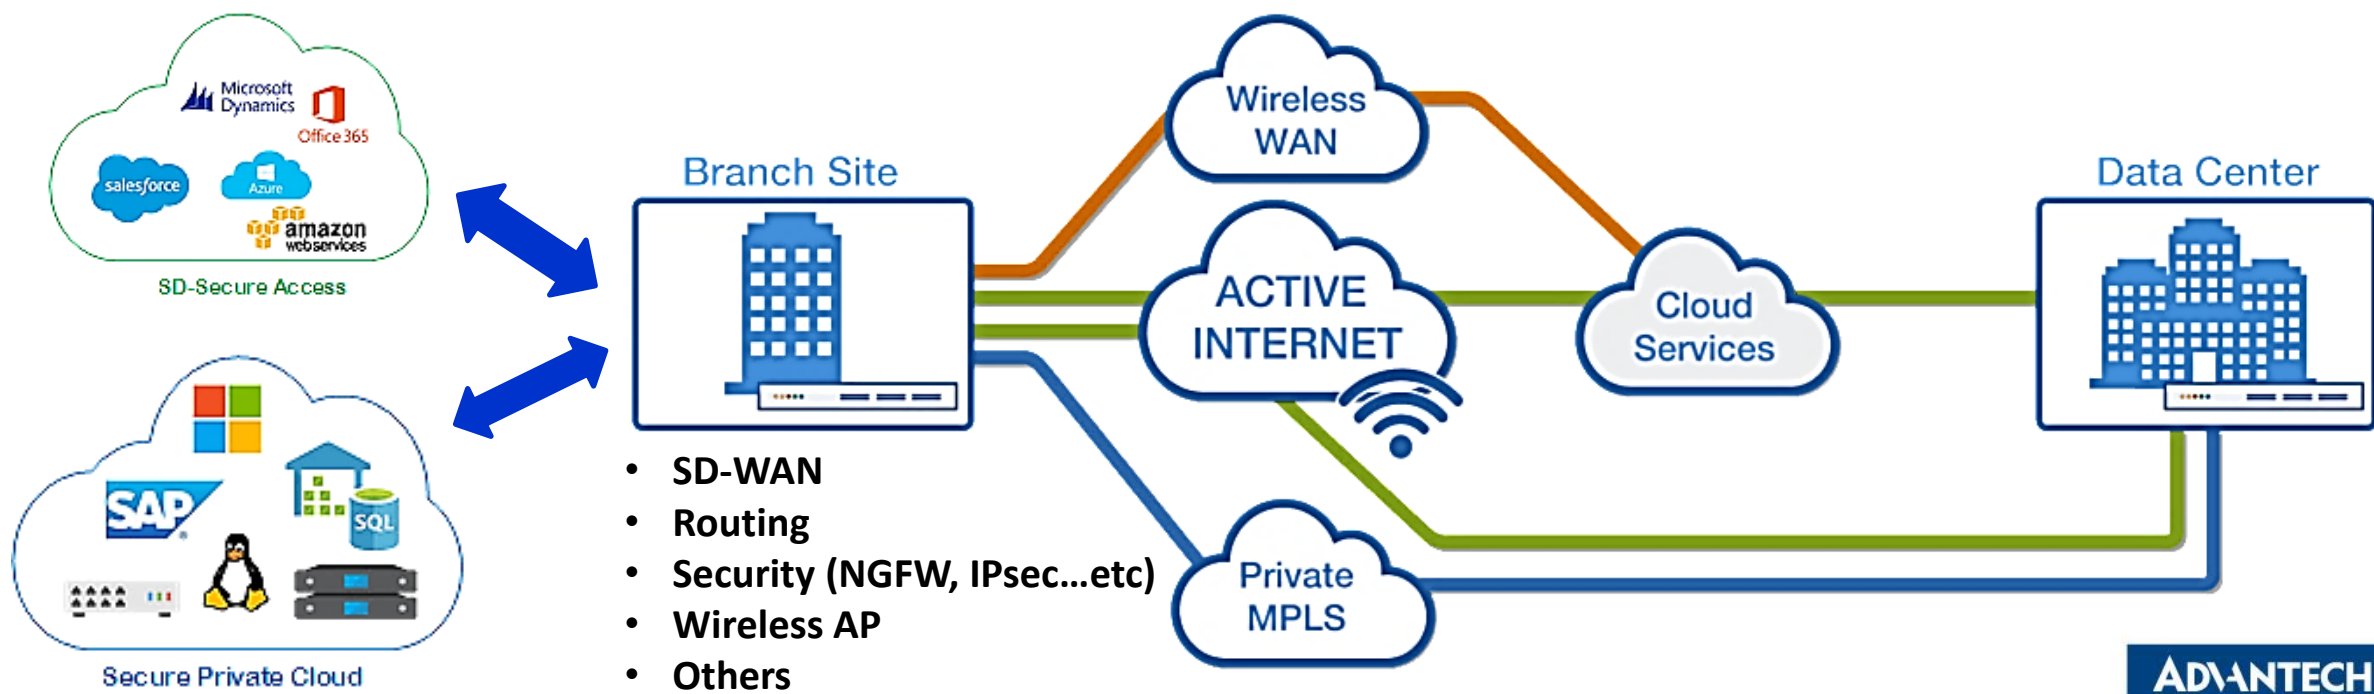 Microsoft
Dynamics
Office 365
salesforce
Azure
amazon
webservices
SD-Secure Access
SAP
SQL
Secure Private Cloud
Branch Site
• SD-WAN
• Routing
• Security (NGFW, IPsec...etc)
• Wireless AP
• Others
Wireless
WAN
ACTIVE
INTERNET
Private
MPLS
Cloud
Services
Data Center
ADVANTECH